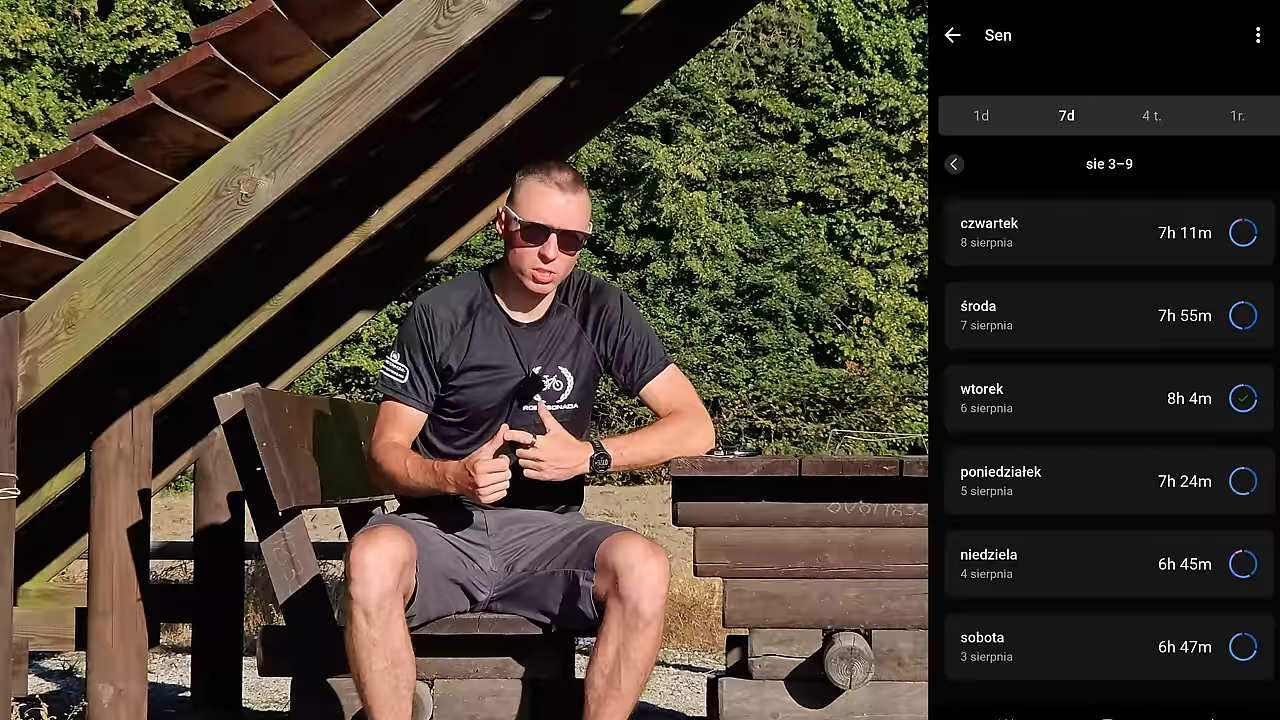 Sen
1d 7d 4 t. 1r.
sie 3–9
czwartek
8 sierpnia
7h 11m
środa
7 sierpnia
7h 55m
wtorek
6 sierpnia
8h 4m
poniedziałek
5 sierpnia
7h 24m
niedziela
4 sierpnia
6h 45m
sobota
3 sierpnia
6h 47m